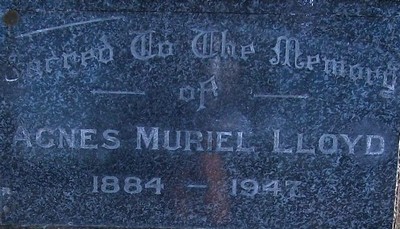 Sacred To The Memory
of
AGNES MURIEL LLOYD
1884 — 1947